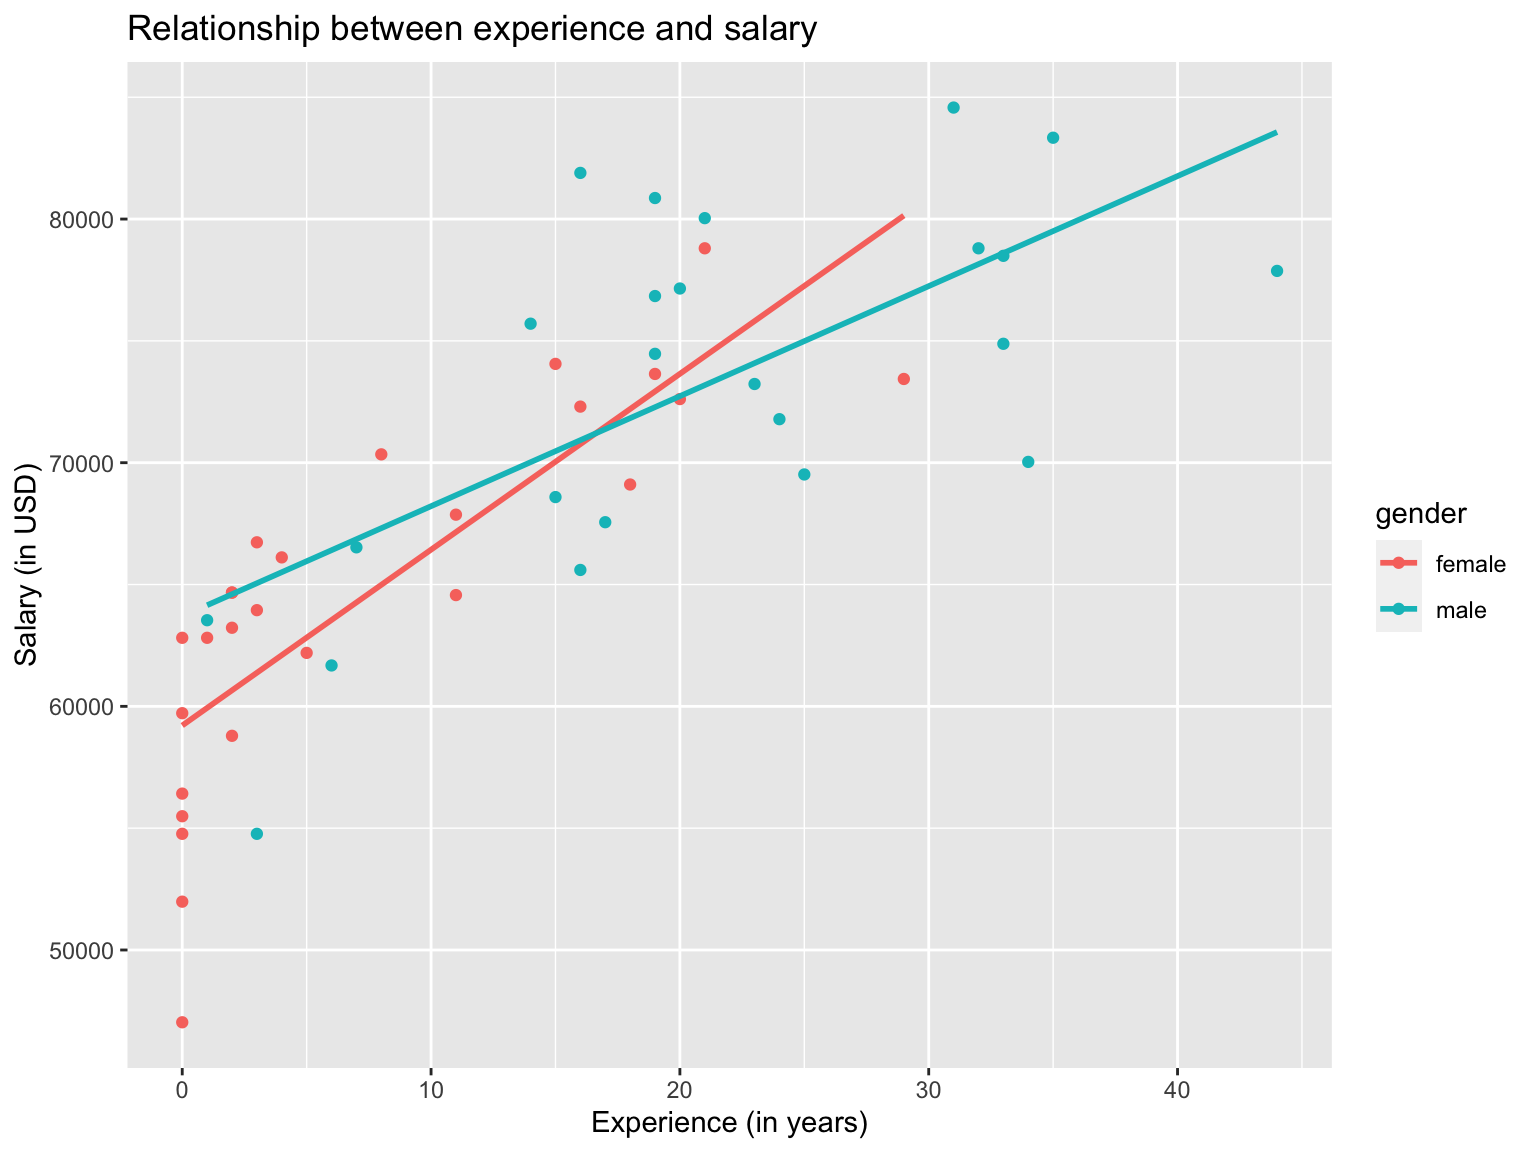 Relationship between experience and salary
Salary (in USD)
80000
70000
60000
50000
0 10 20 30 40
Experience (in years)
gender
female
male